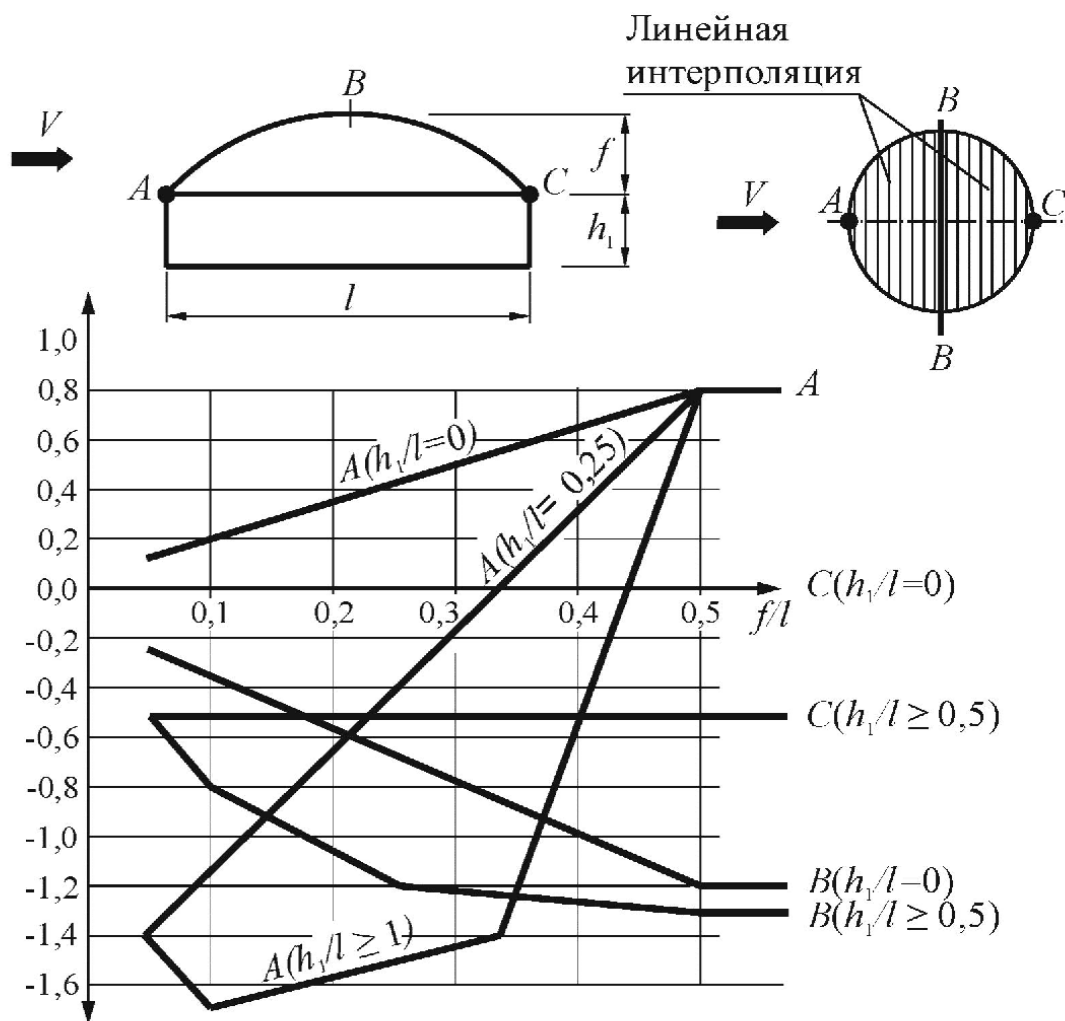 Линейная
интерполяция
B
V
A
C
f
h₁
l
B
V
A
C
B
1,0
0,8
0,6
0,4
0,2
0,0
-0,2
-0,4
-0,6
-0,8
-1,0
-1,2
-1,4
-1,6
0,1
0,2
0,3
0,4
0,5
f/l
A
A(h₁/l=0)
A(h₁/l= 0,25)
A(h₁/l ≥ 1)
C(h₁/l=0)
C(h₁/l ≥ 0,5)
B(h₁/l–0)
B(h₁/l ≥ 0,5)